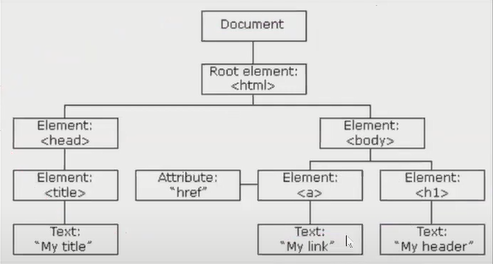 Document
Root element:
<html>
Element:
<head>
Element:
<body>
Element:
<title>
Attribute:
"href"
Element:
<a>
Element:
<h1>
Text:
"My title"
Text:
"My link"
Text:
"My header"